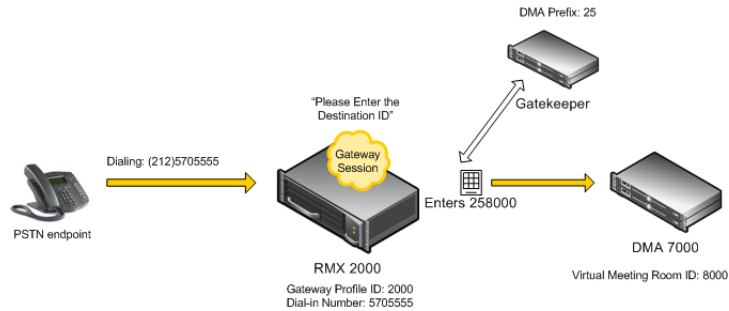 DMA Prefix: 25
Gatekeeper
"Please Enter the
Destination ID"
Dialing: (212)5705555
Gateway
Session
Enters 258000
PSTN endpoint
RMX 2000
Gateway Profile ID: 2000
Dial-in Number: 5705555
DMA 7000
Virtual Meeting Room ID: 8000